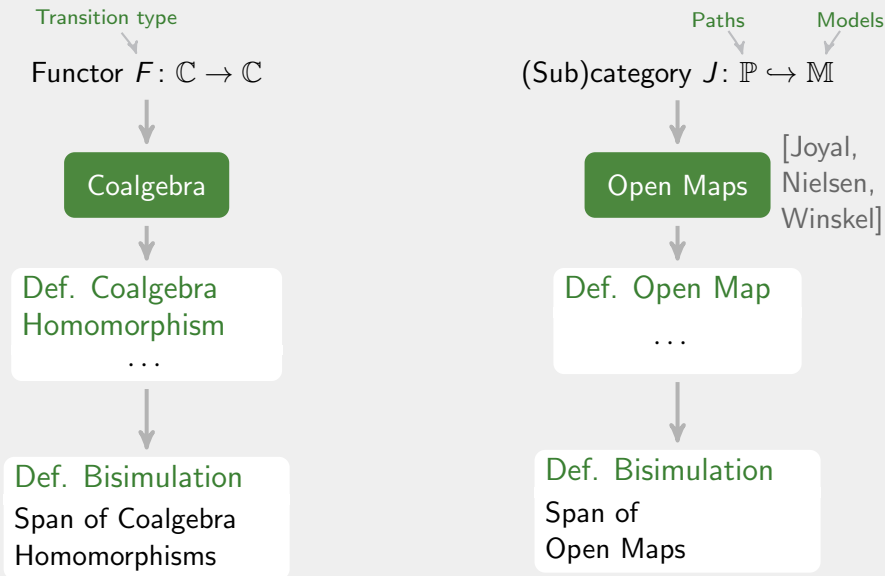 Transition type
Functor F: ℂ → ℂ
Coalgebra
Def. Coalgebra
Homomorphism
...
Def. Bisimulation
Span of Coalgebra
Homomorphisms
Paths
Models
(Sub)category J: ℙ ↪ 𝕄
Open Maps
[Joyal,
Nielsen,
Winskel]
Def. Open Map
...
Def. Bisimulation
Span of
Open Maps